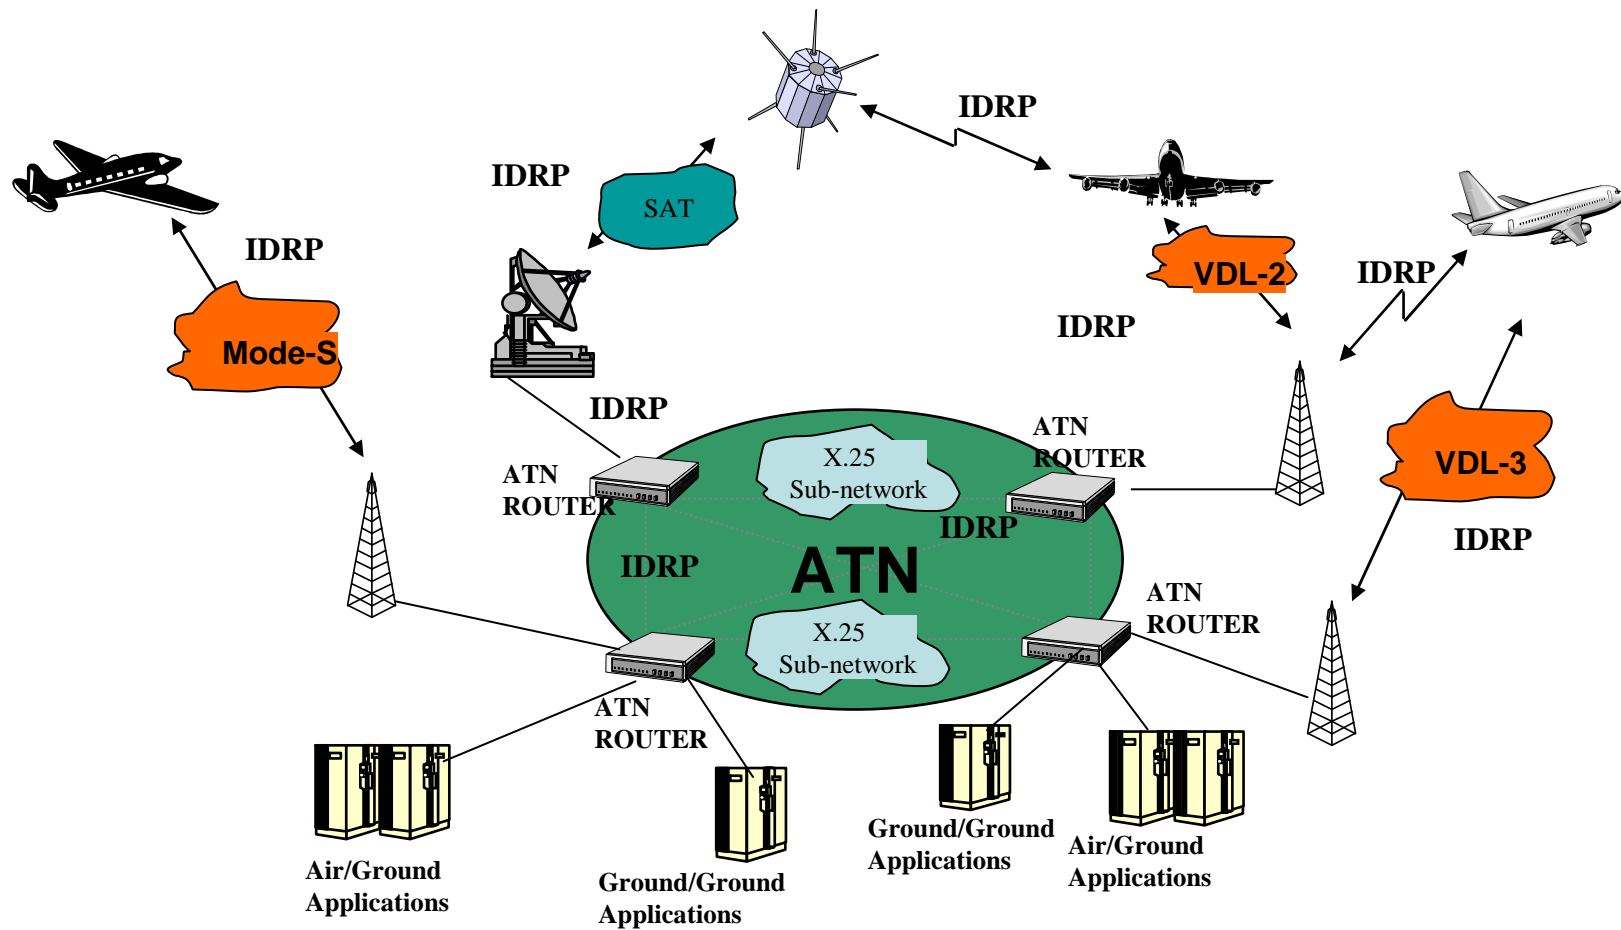 IDRP
IDRP
SAT
IDRP
VDL-2
IDRP
IDRP
Mode-S
IDRP
IDRP
ATN
ROUTER
X.25
Sub-network
ATN
ROUTER
VDL-3
IDRP
IDRP
IDRP
ATN
ATN
ROUTER
X.25
Sub-network
ATN
ROUTER
Air/Ground
Applications
Ground/Ground
Applications
Ground/Ground
Applications
Air/Ground
Applications